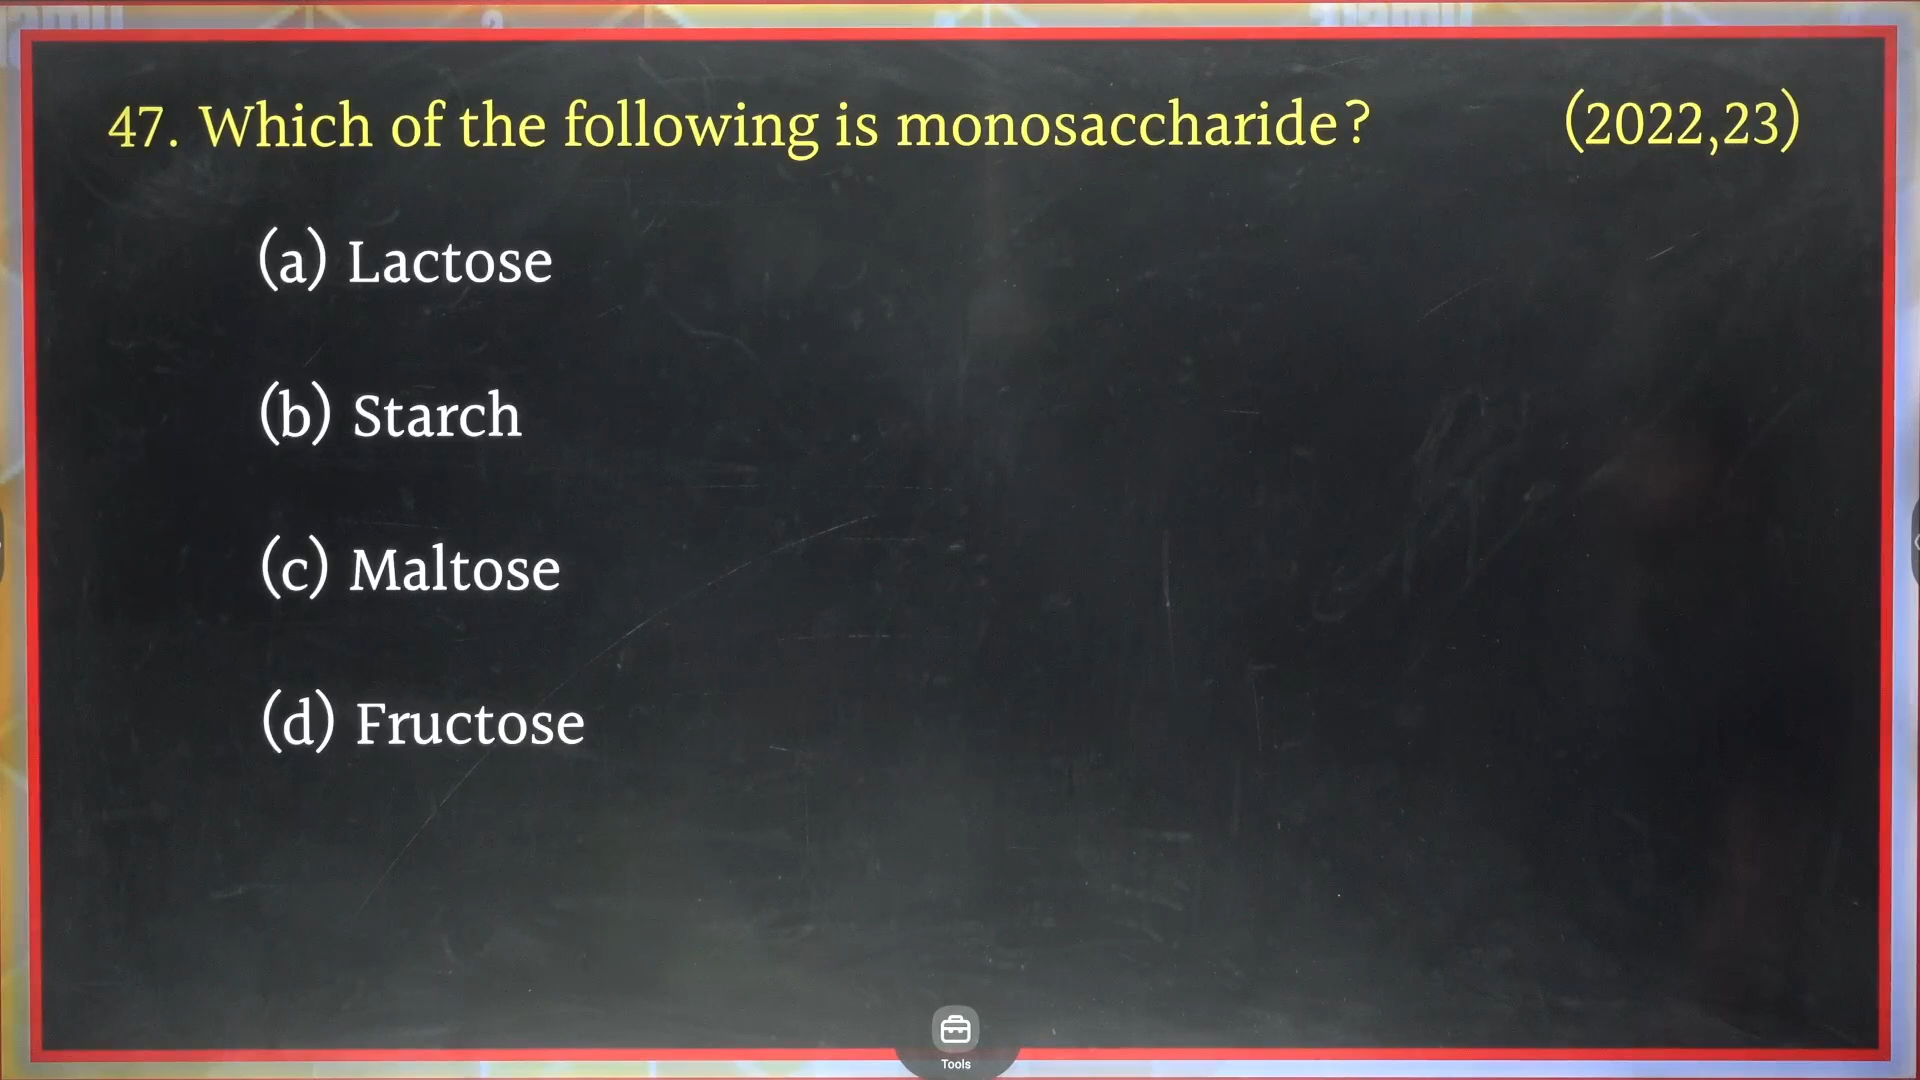 47. Which of the following is monosaccharide? (2022,23)
(a) Lactose
(b) Starch
(c) Maltose
(d) Fructose
Tools